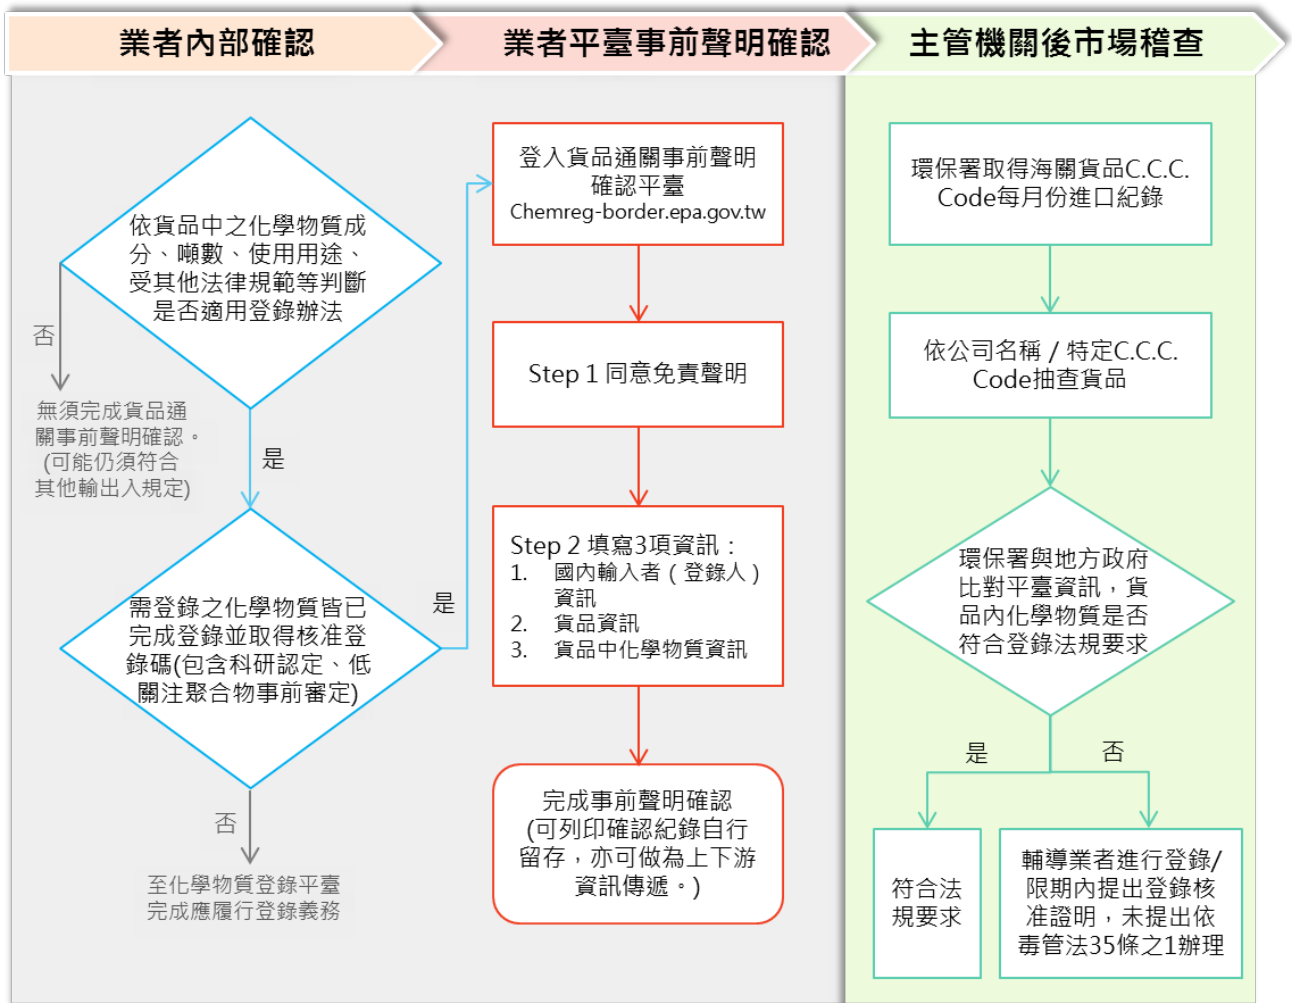 業者內部確認
業者平臺事前聲明確認
主管機關後市場稽查
依貨品中之化學物質成
分、噸數、使用用途、
受其他法律規範等判斷
是否適用登錄辦法
否
無須完成貨品通
關事前聲明確認。
(可能仍須符合
其他輸出入規定)
是
需登錄之化學物質皆已
完成登錄並取得核准登
錄碼(包含科研認定、低
關注聚合物事前審定)
是
否
至化學物質登錄平臺
完成應履行登錄義務
登入貨品通關事前聲明
確認平臺
Chemreg-border.epa.gov.tw
Step 1 同意免責聲明
Step 2 填寫3項資訊：
1. 國內輸入者（登錄人）
資訊
2. 貨品資訊
3. 貨品中化學物質資訊
完成事前聲明確認
(可列印確認紀錄自行
留存，亦可做為上下游
資訊傳遞。)
環保署取得海關貨品C.C.C.
Code每月份進口紀錄
依公司名稱 / 特定C.C.C.
Code抽查貨品
環保署與地方政府
比對平臺資訊，貨
品內化學物質是否
符合登錄法規要求
是
否
符合法
規要求
輔導業者進行登錄/
限期內提出登錄核
准證明，未提出依
毒管法35條之1辦理